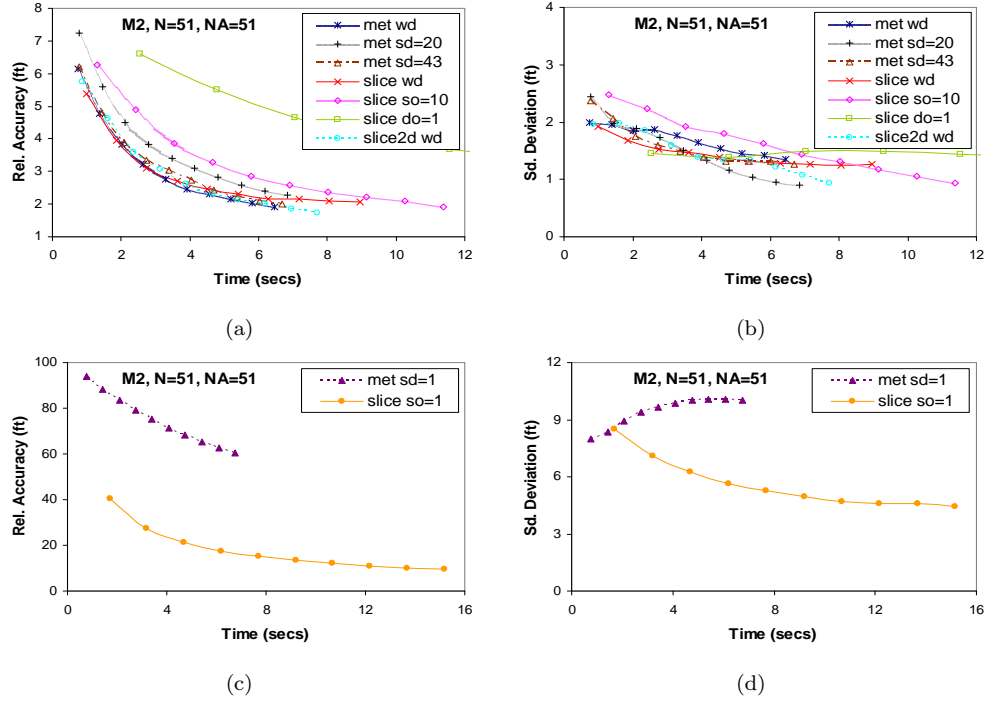 M2, N=51, NA=51
met wd
met sd=20
met sd=43
slice wd
slice so=10
slice do=1
slice2d wd
Rel. Accuracy (ft)
8
7
6
5
4
3
2
1
0 2 4 6 8 10 12
Time (secs)
(a)
M2, N=51, NA=51
met wd
met sd=20
met sd=43
slice wd
slice so=10
slice do=1
slice2d wd
Sd. Deviation (ft)
4
3
2
1
0
0 2 4 6 8 10 12
Time (secs)
(b)
M2, N=51, NA=51
met sd=1
slice so=1
Rel. Accuracy (ft)
100
80
60
40
20
0
0 4 8 12 16
Time (secs)
(c)
M2, N=51, NA=51
met sd=1
slice so=1
Sd. Deviation (ft)
12
9
6
3
0
0 4 8 12 16
Time (secs)
(d)